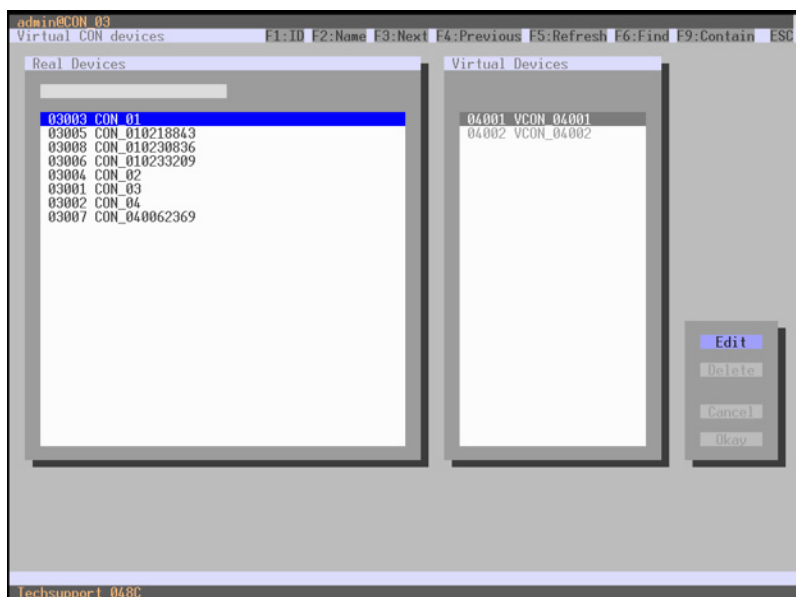 admin@CON_03
Virtual CON devices F1:ID F2:Name F3:Next F4:Previous F5:Refresh F6:Find F9:Contain ESC
Real Devices
03003 CON_01
03005 CON_010218843
03008 CON_010230836
03006 CON_010233209
03004 CON_02
03001 CON_03
03002 CON_04
03007 CON_040062369
Virtual Devices
04001 VCON_04001
04002 VCON_04002
Edit
Delete
Cancel
Okay
Techsupport 048C